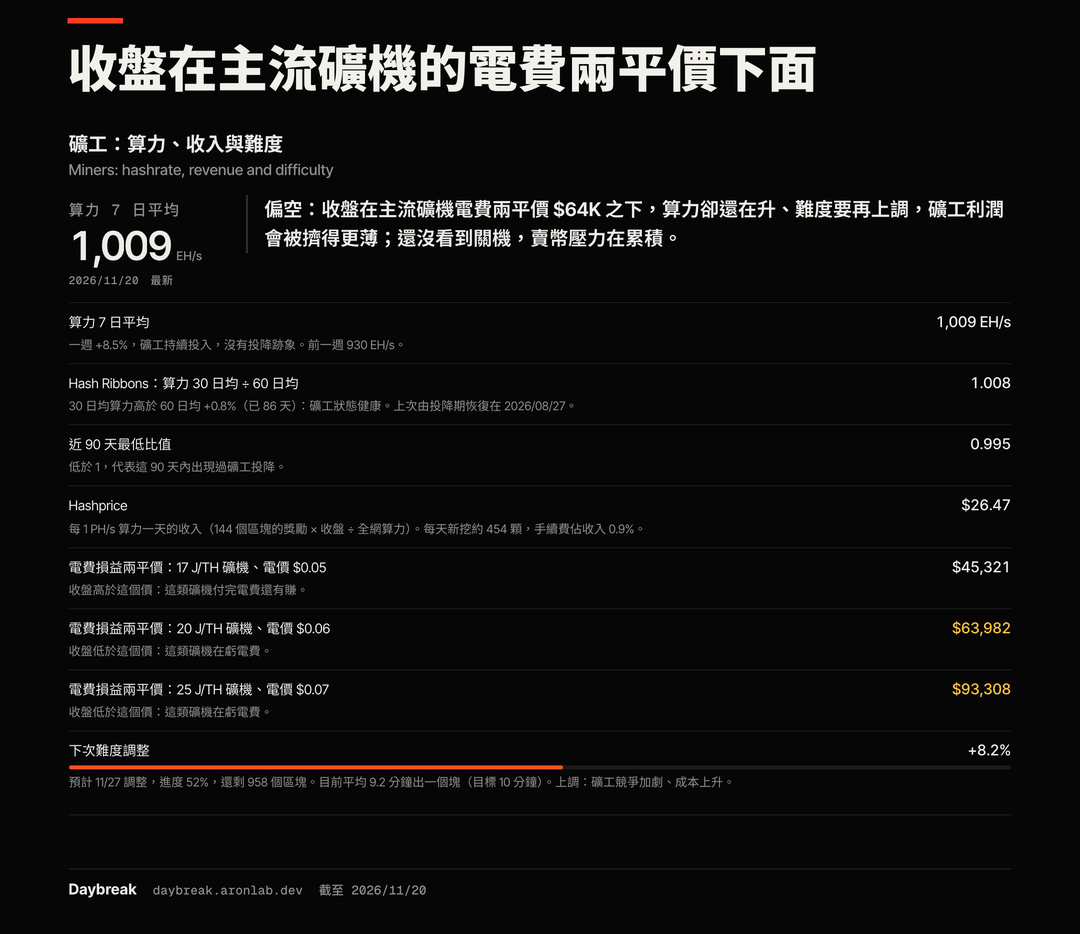 收盤在主流礦機的電費兩平價下面
礦工：算力、收入與難度
Miners: hashrate, revenue and difficulty
算力 7 日平均
1,009 EH/s
2026/11/20 最新
偏空：收盤在主流礦機電費兩平價 $64K 之下，算力卻還在升、難度要再上調，礦工利潤
會被擠得更薄；還沒看到關機，賣幣壓力在累積。
算力 7 日平均
1,009 EH/s
一週 +8.5%，礦工持續投入，沒有投降跡象。前一週 930 EH/s。
Hash Ribbons：算力 30 日均 ÷ 60 日均
1.008
30 日均算力高於 60 日均 +0.8%（已 86 天）：礦工狀態健康。上次由投降期恢復在 2026/08/27。
近 90 天最低比值
0.995
低於 1，代表這 90 天內出現過礦工投降。
Hashprice
$26.47
每 1 PH/s 算力一天的收入（144 個區塊的獎勵 × 收盤 ÷ 全網算力）。每天新挖約 454 顆，手續費佔收入 0.9%。
電費損益兩平價：17 J/TH 礦機、電價 $0.05
$45,321
收盤高於這個價：這類礦機付完電費還有賺。
電費損益兩平價：20 J/TH 礦機、電價 $0.06
$63,982
收盤低於這個價：這類礦機在虧電費。
電費損益兩平價：25 J/TH 礦機、電價 $0.07
$93,308
收盤低於這個價：這類礦機在虧電費。
下次難度調整
+8.2%
預計 11/27 調整，進度 52%，還剩 958 個區塊。目前平均 9.2 分鐘出一個塊（目標 10 分鐘）。上調：礦工競爭加劇、成本上升。
Daybreak daybreak.aronlab.dev 截至 2026/11/20